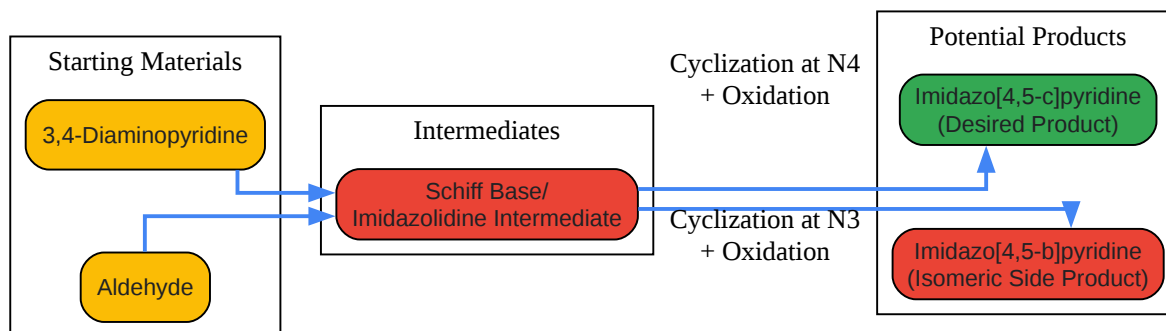 Starting Materials
3,4-Diaminopyridine
Aldehyde
Intermediates
Schiff Base/
Imidazolidine Intermediate
Cyclization at N4
+ Oxidation
Cyclization at N3
+ Oxidation
Potential Products
Imidazo[4,5-c]pyridine
(Desired Product)
Imidazo[4,5-b]pyridine
(Isomeric Side Product)